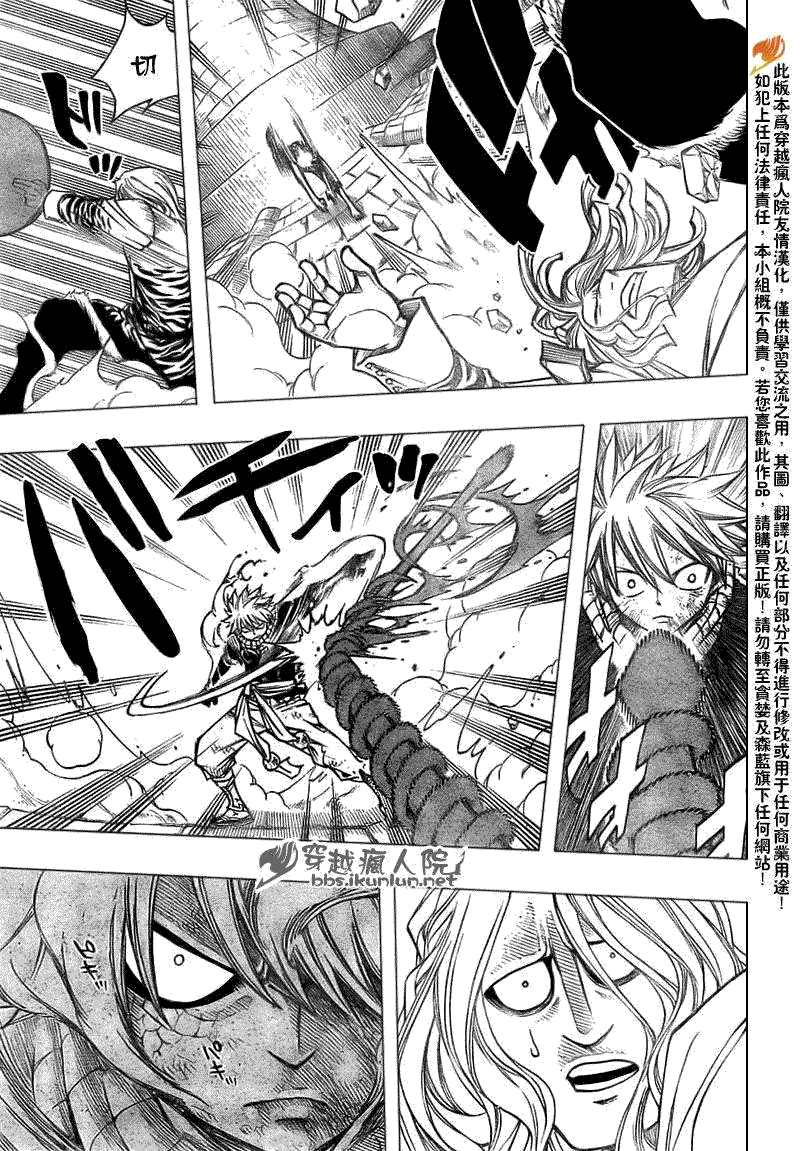 此版本爲穿越瘋人院友情漢化，僅供學習交流之用，其圖、翻譯以及任何部分不得進行修改或用于任何商業用途！
如犯上任何法律責任，本小組概不負責。若您喜歡此作品，請購買正版！請勿轉至貪婪及森藍旗下任何網站！
切
ドッ
ギチィッ
パキッ
穿越瘋人院
bbs.ikunlun.net